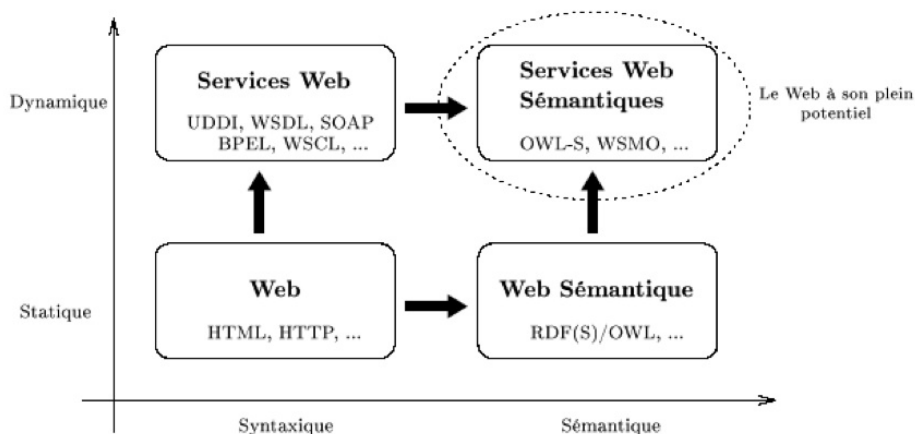 Dynamique
Services Web
UDDI, WSDL, SOAP
BPEL, WSCL, ...
Services Web
Sémantiques
OWL-S, WSMO, ...
Le Web à son plein
potentiel
Statique
Web
HTML, HTTP, ...
Web Sémantique
RDF(S)/OWL, ...
Syntaxique
Sémantique